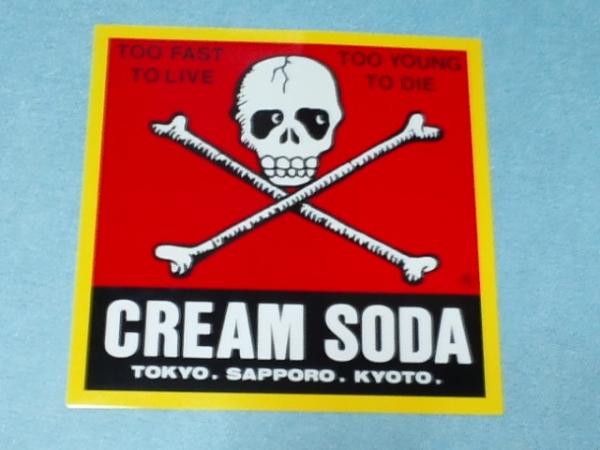 TOO FAST
TO LIVE
TOO YOUNG
TO DIE
CREAM SODA
TOKYO. SAPPORO. KYOTO.